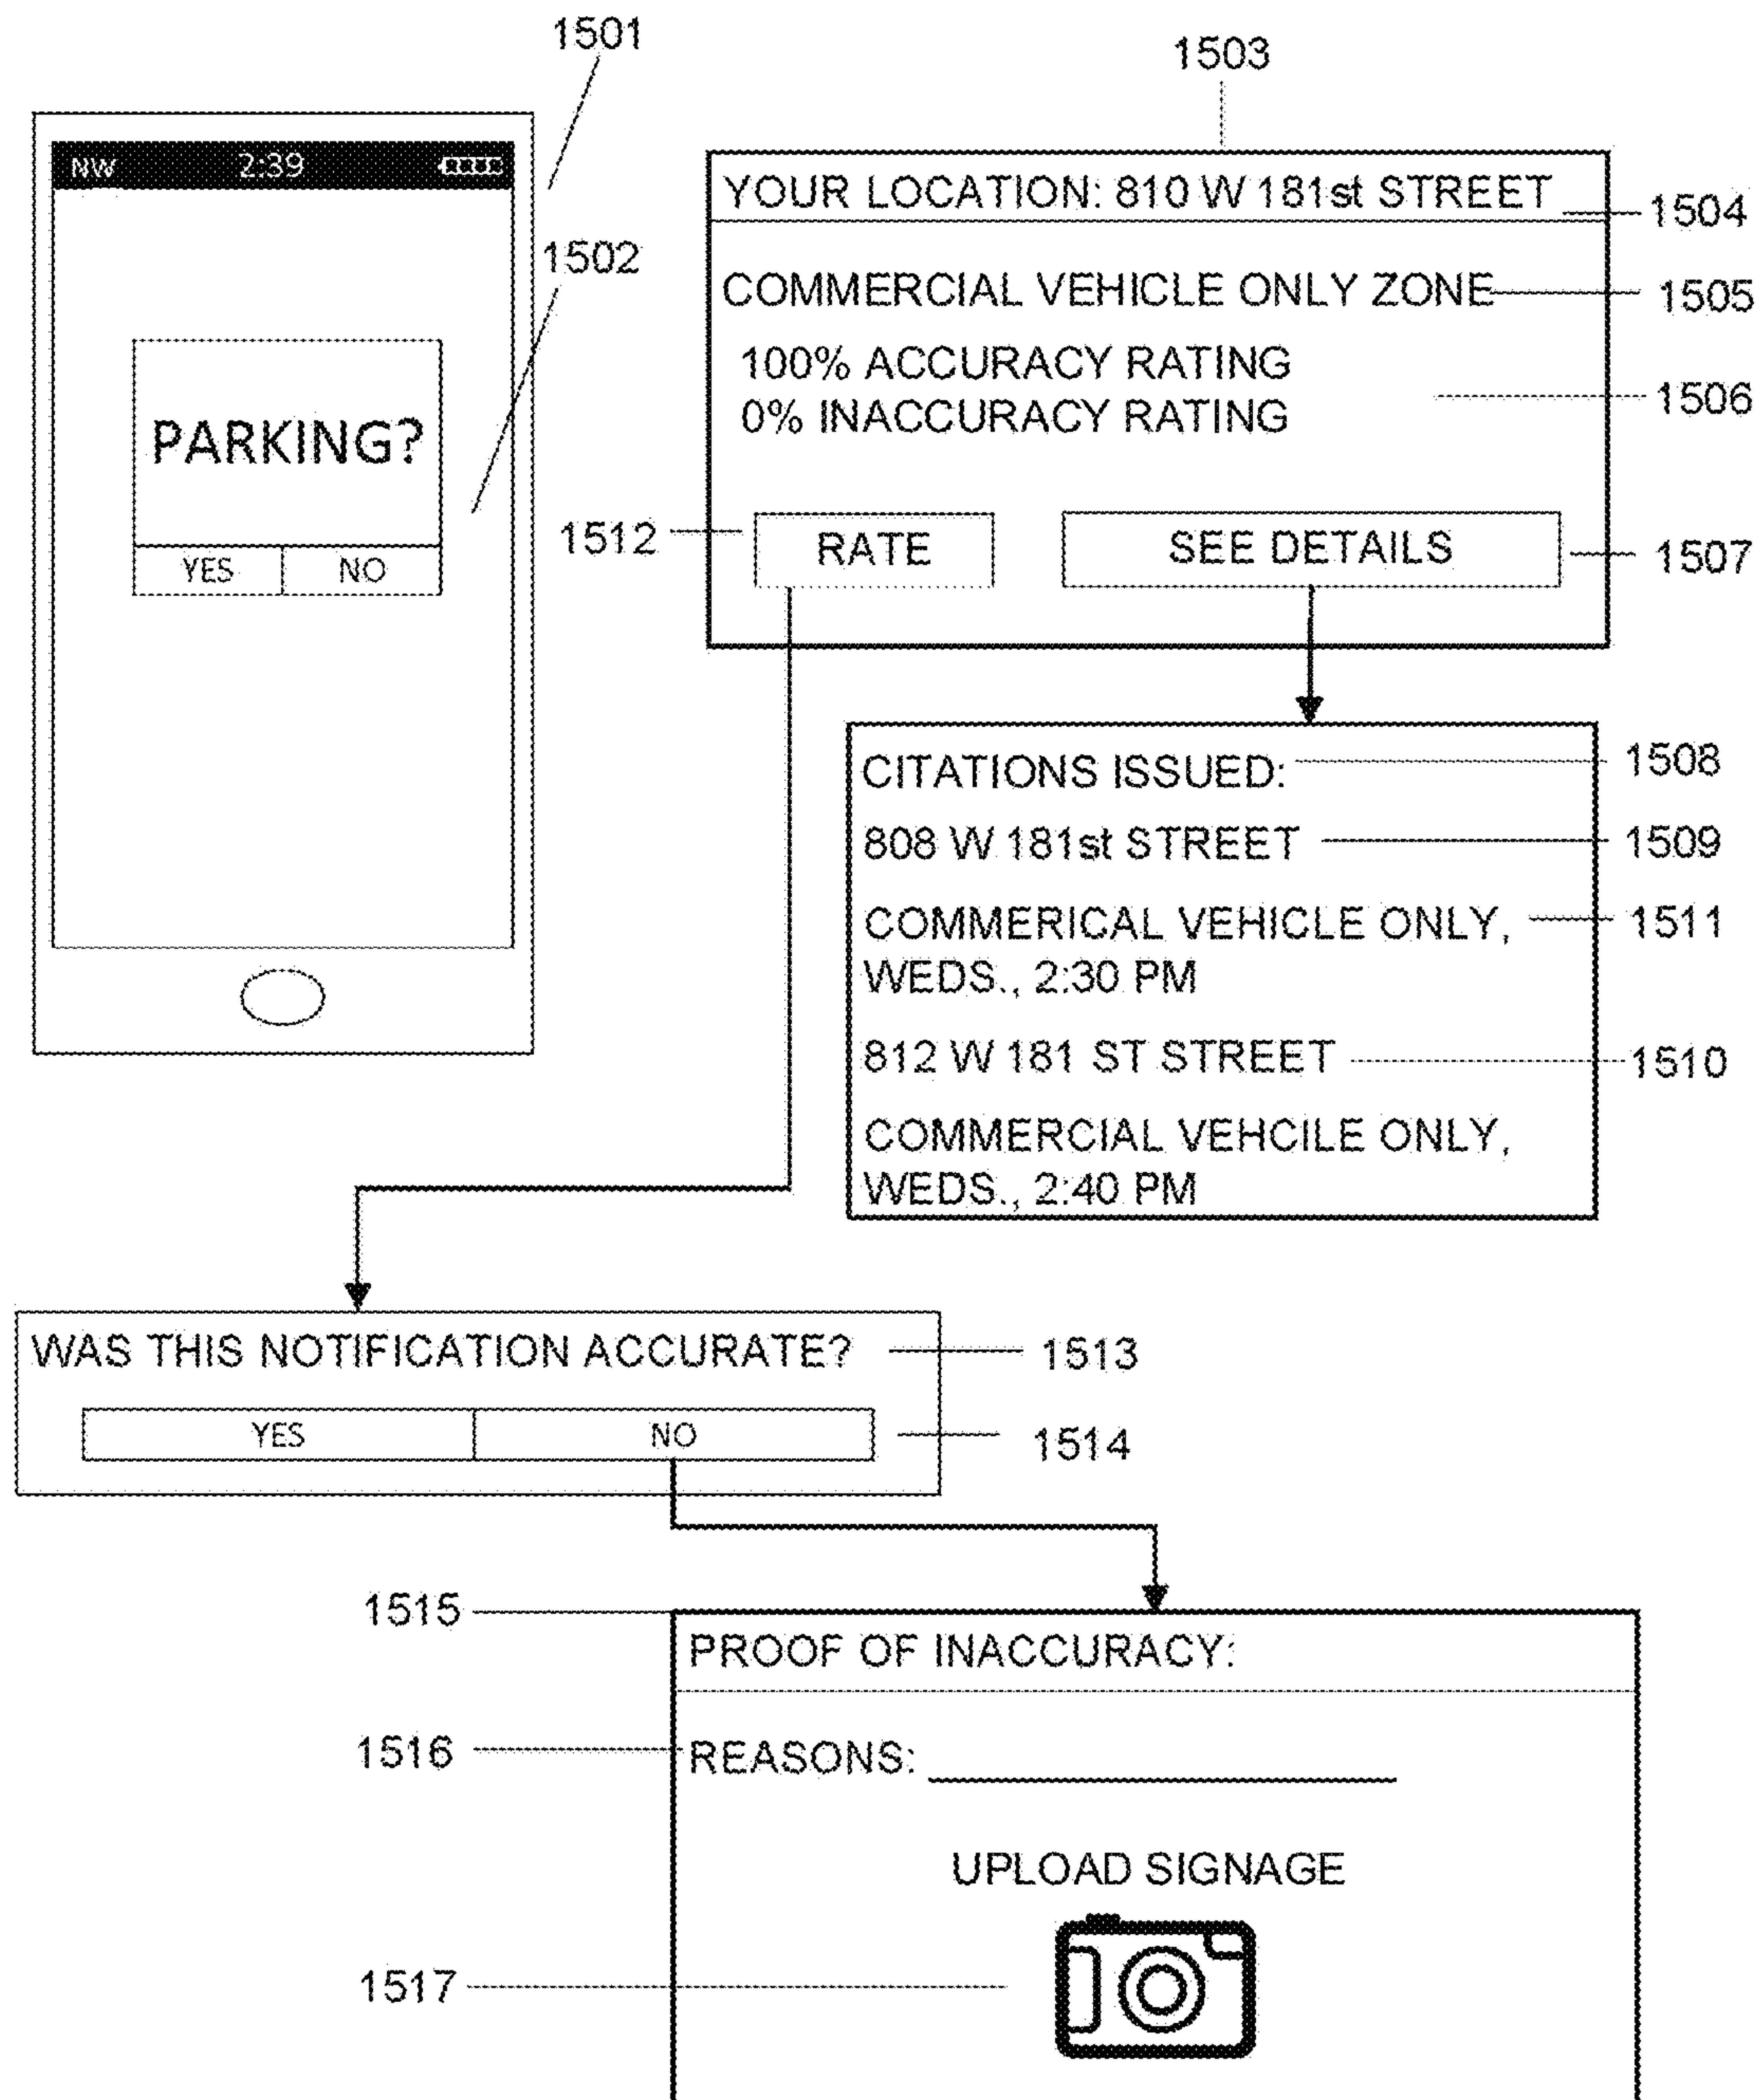 1501
1503
NW 2:39
YOUR LOCATION: 810 W 181st STREET
1504
1502
COMMERCIAL VEHICLE ONLY ZONE
1505
100% ACCURACY RATING
0% INACCURACY RATING
1506
PARKING?
YES NO
1512
RATE
SEE DETAILS
1507
CITATIONS ISSUED:
1508
808 W 181st STREET
1509
COMMERICAL VEHICLE ONLY,
WEDS., 2:30 PM
1511
812 W 181 ST STREET
1510
COMMERCIAL VEHCILE ONLY,
WEDS., 2:40 PM
WAS THIS NOTIFICATION ACCURATE?
1513
YES NO
1514
1515
PROOF OF INACCURACY:
1516
REASONS:
UPLOAD SIGNAGE
1517